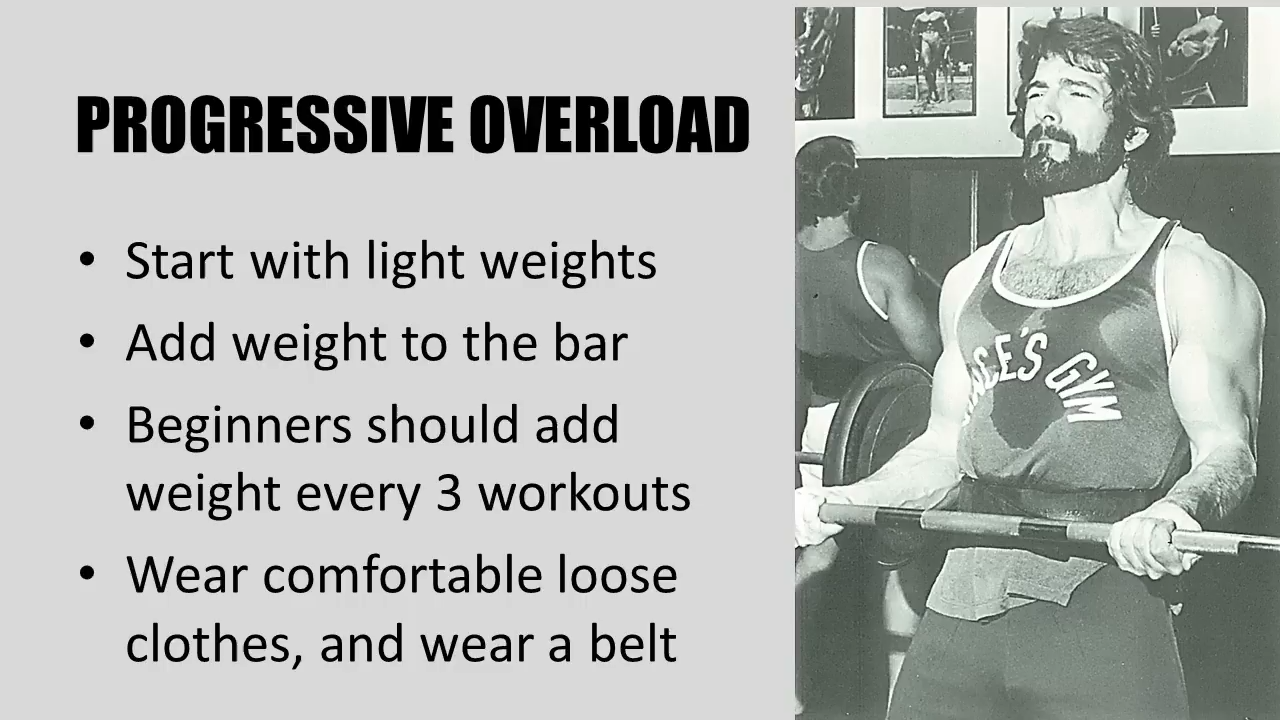 PROGRESSIVE OVERLOAD
• Start with light weights
• Add weight to the bar
• Beginners should add
weight every 3 workouts
• Wear comfortable loose
clothes, and wear a belt
GYM